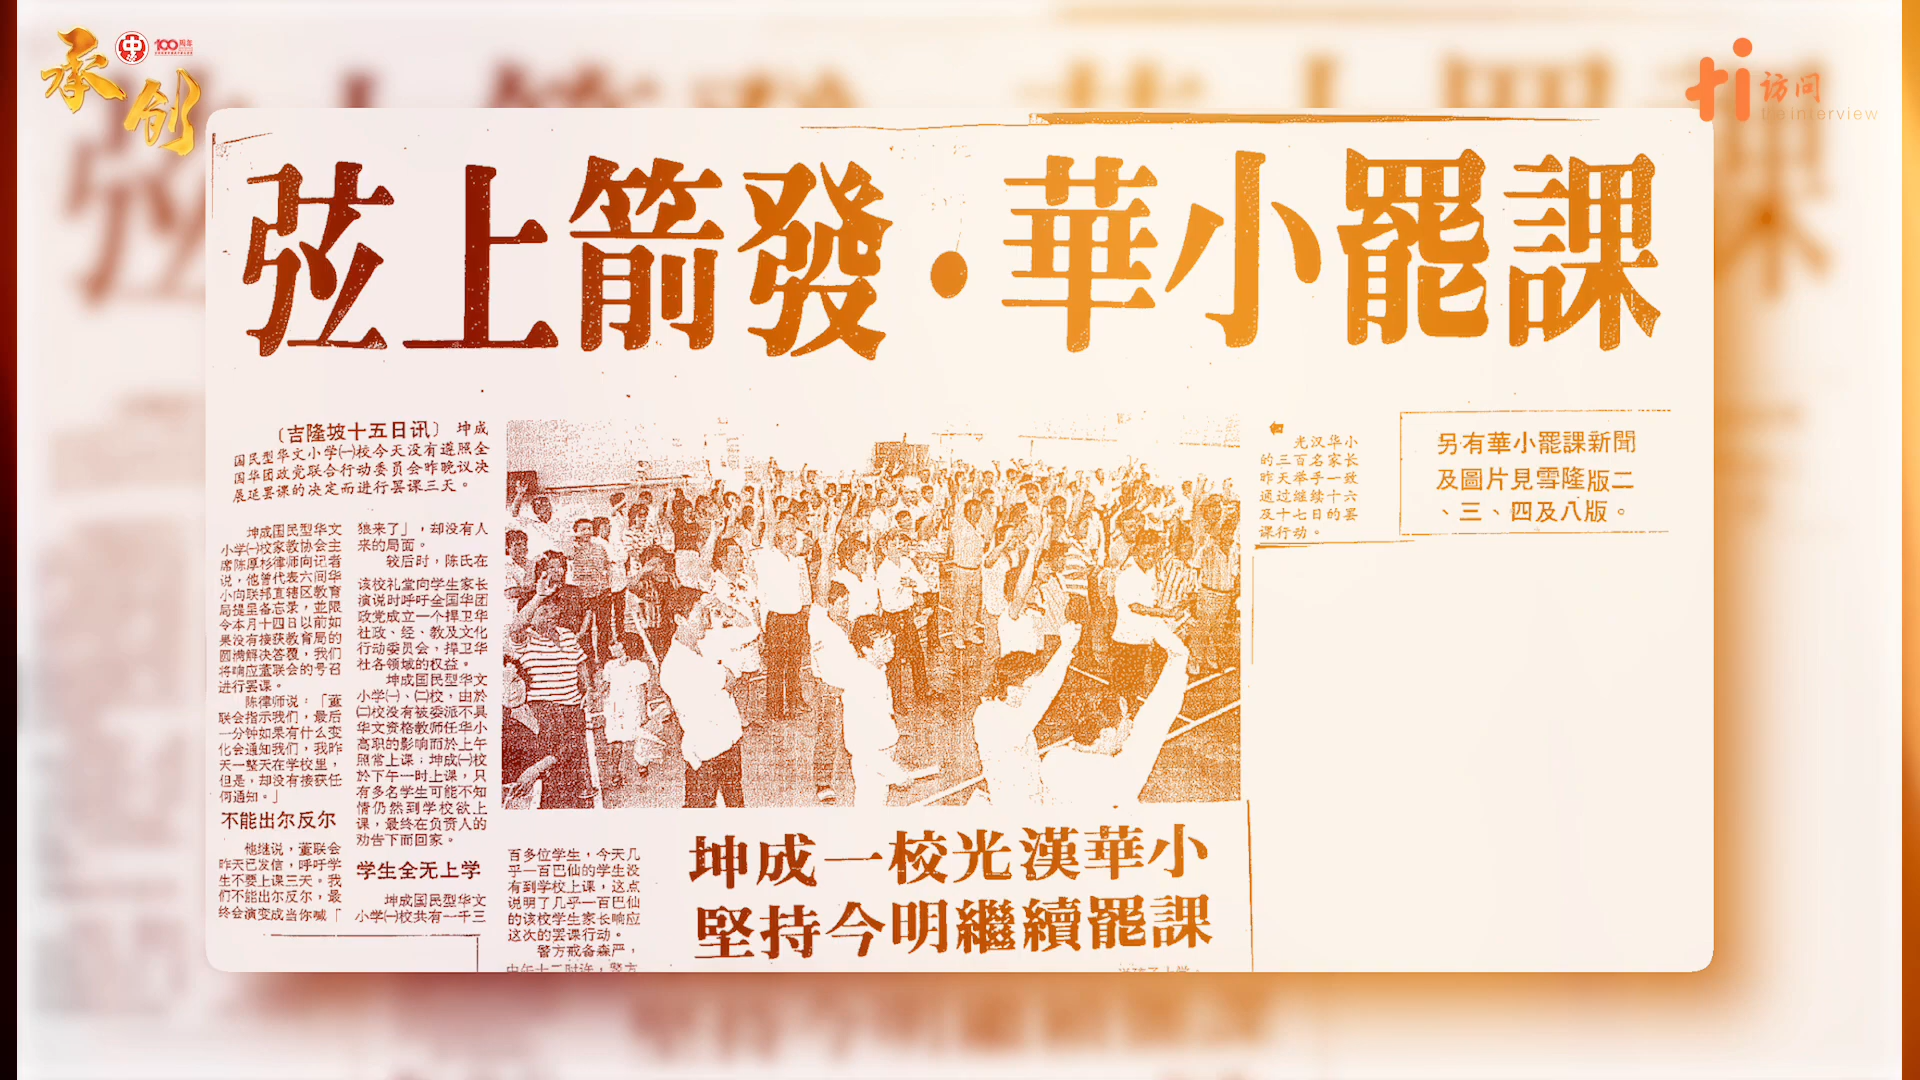 承创
中
100周年
ti访问
the interview
弦上箭發·華小罷課
〔吉隆坡十五日讯〕坤成
国民型华文小学㈠校今天没有遵照全
国华团政党联合行动委员会昨晚议决
展延罢课的决定而进行罢课三天。
坤成国民型华文
小学㈠校家教协会主
席陈厚杉律师向记者
说，他曾代表六间华
小向联邦直辖区教育
局提呈备忘录，並限
令本月十四日以前如
果没有接获教育局的
圆满解决答覆，我们
将响应董联会的号召
进行罢课。
陈律师说：「董
联会指示我们，最后
一分钟如果有什么变
化会通知我们，我昨
天一整天在学校里，
但是，却没有接获任
何通知。」
不能出尔反尔
他继说，董联会
昨天已发信，呼吁学
生不要上课三天。我
们不能出尔反尔，最
终会演变成当你喊「
狼来了」，却没有人
来的局面。
较后时，陈氏在
该校礼堂向学生家长
演说时呼吁全国华团
政党成立一个捍卫华
社政、经、教及文化
行动委员会，捍卫华
社各领域的权益。
坤成国民型华文
小学㈠、㈡校，由於
㈡校没有被委派不具
华文资格教师任华小
高职的影响而於上午
照常上课；坤成㈠校
於下午一时上课，只
有多名学生可能不知
情仍然到学校欲上
课，最终在负责人的
劝告下而回家。
学生全无上学
坤成国民型华文
小学㈠校共有一千三
百多位学生，今天几
乎一百巴仙的学生没
有到学校上课，这点
说明了几乎一百巴仙
的该校学生家长响应
这次的罢课行动。
警方戒备森严，
中午十二时许，警方
坤成一校光漢華小
堅持今明繼續罷課
光汉华小
的三百名家长
昨天举手一致
通过继续十六
及十七日的罢
课行动。
另有華小罷課新聞
及圖片見雪隆版二
、三、四及八版。